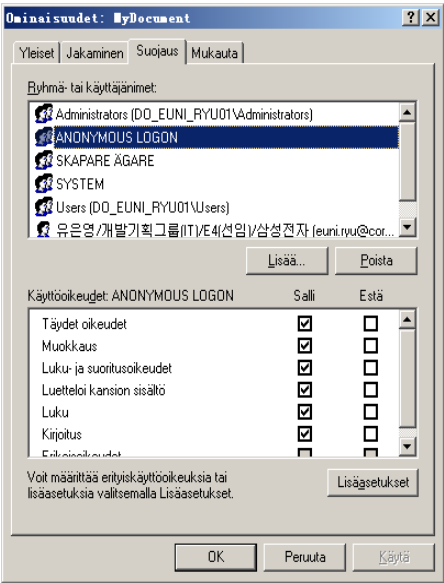 Ominaisuudet: MyDocument
Yleiset Jakaminen Suojaus Mukauta
Ryhmä- tai käyttäjänimet:
Administrators (DO_EUNI_RYU01\Administrators)
ANONYMOUS LOGON
SKAPARE ÄGARE
SYSTEM
Users (DO_EUNI_RYU01\Users)
유은영/개발기획그룹(IT)/E4(선임)/삼성전자 (euni.ryu@cor...
Lisää... Poista
Käyttöoikeudet: ANONYMOUS LOGON Salli Estä
Täydet oikeudet
Muokkaus
Luku- ja suoritusoikeudet
Luetteloi kansion sisältö
Luku
Kirjoitus
Erikoisoikeudet
Voit määrittää erityiskäyttöoikeuksia tai
lisäasetuksia valitsemalla Lisäasetukset.
Lisäasetukset
OK Peruuta Käytä